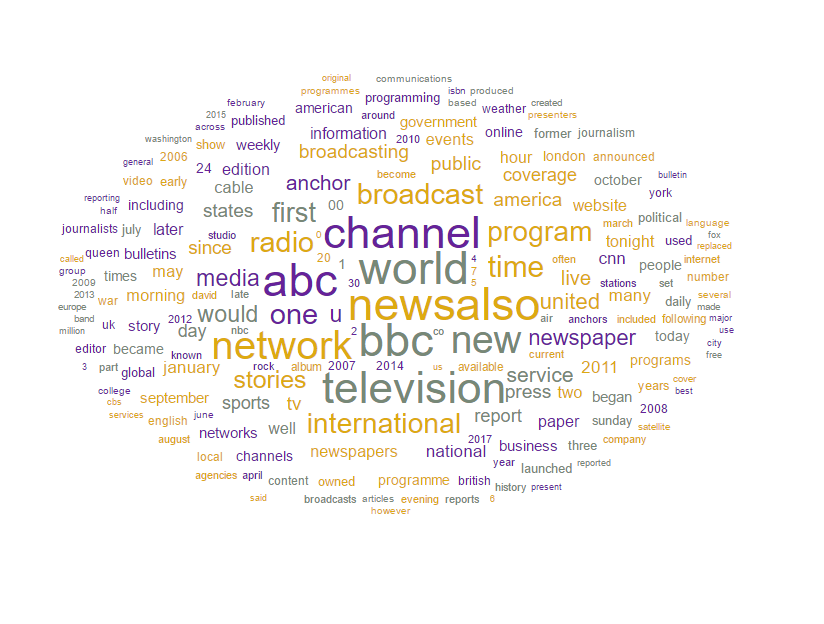 original communications
programmes isbn produced
february american programming based weather created
2015 published around government presenters
across information 2010 events online former journalism
washington show weekly broadcasting public hour london announced
general 2006 24 edition become coverage bulletin
video early cable anchor broadcast america october york
reporting including states first 00 website
half channel program march political language
journalists july later studio radio 0 tonight used fox
queen bulletins since 20 1 world 4 time cnn people replaced
called times may media abc 30 7 5 often live stations set internet
group number
2009 morning david late newsalso united many daily several
2013 war would made
europe 2012 one u air anchors included following major
band uk story day nbc 2 bbc co new newspaper today use
million city
editor became known network current free
3 part global january rock album 2007 2014 us available service 2011 programs
college stories television press two began years cover
cbs september sports tv best
services english june international report paper sunday 2008 satellite
august networks well 2017 business three company
local channels newspapers national year launched reported
agencies april content owned programme british history present
said broadcasts articles evening reports 6
however